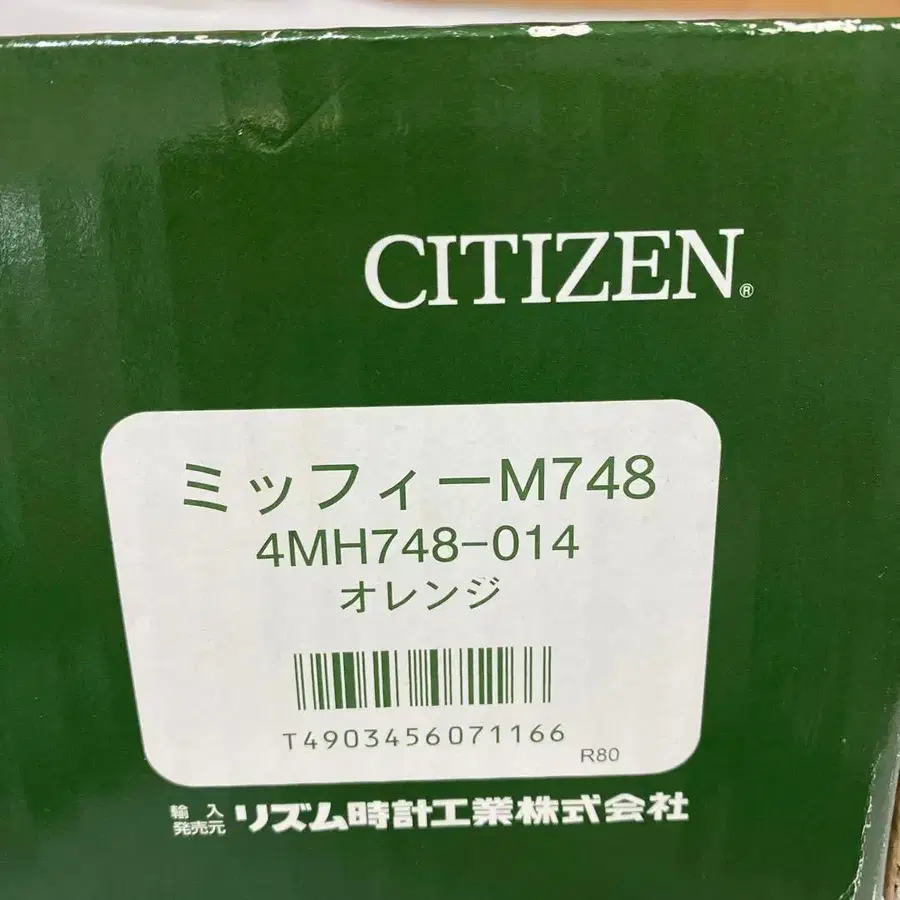 CITIZEN®
ミッフィーM748
4MH748-014
オレンジ
T4903456071166
R80
輸入
発売元
リズム時計工業株式会社